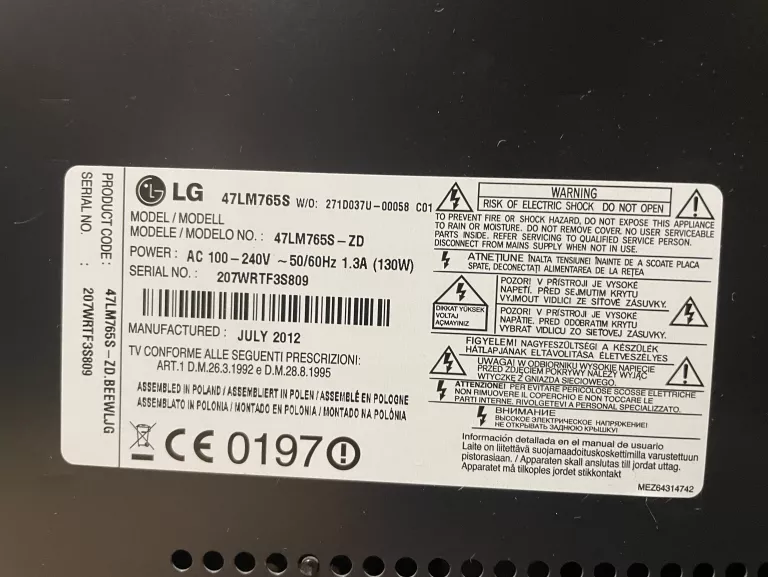 PRODUCT CODE : 47LM765S-ZD.BEEWLJG
SERIAL NO. : 207WRTF3S809
LG 47LM765S W/O: 271D037U-00058 C01
MODEL / MODELL
MODELE / MODELO NO. : 47LM765S-ZD
POWER : AC 100-240V ~50/60Hz 1.3A (130W)
SERIAL NO. : 207WRTF3S809
MANUFACTURED : JULY 2012
TV CONFORME ALLE SEGUENTI PRESCRIZIONI:
ART.1 D.M.26.3.1992 e D.M.28.8.1995
ASSEMBLED IN POLAND / ASSEMBLIERT IN POLEN / ASSEMBLÉ EN POLOGNE
ASSEMBLATO IN POLONIA / MONTADO EN POLONIA / MONTADO NA POLÔNIA
CE 0197
WARNING
RISK OF ELECTRIC SHOCK DO NOT OPEN
TO PREVENT FIRE OR SHOCK HAZARD, DO NOT EXPOSE THIS APPLIANCE
TO RAIN OR MOISTURE. DO NOT REMOVE COVER. NO USER SERVICEABLE
PARTS INSIDE. REFER SERVICING TO QUALIFIED SERVICE PERSON.
DISCONNECT FROM MAINS SUPPLY WHEN NOT IN USE.
ATNEȚIUNE ÎNALTA TENSIUNE! ÎNAINTE DE A SCOATE PLACA
SPATE, DECONECTAȚI ALIMENTAREA DE LA REȚEA
DIKKAT YÜKSEK
VOLTAJ
AÇMAYINIZ
POZOR! V PŘÍSTROJI JE VYSOKÉ
NAPĚTÍ. PŘED SEJMUTÍM KRYTU
VYJMOUT VIDLICI ZE SÍŤOVÉ ZÁSUVKY.
POZOR! V PRÍSTROJI JE VYSOKÉ
NAPÄTIE. PRED ODOBRATIM KRYTU
VYBRAT VIDLICU ZO SIEŤOVEJ ZÁSUVKY.
FIGYELEM! NAGYFESZÜLTSÉG! A KÉSZÜLÉK
HÁTLAPJÁNAK ELTÁVOLÍTÁSA ÉLETVESZÉLYES
UWAGA! W ODBIORNIKU WYSOKIE NAPIĘCIE
PRZED ZDJĘCIEM POKRYWY NALEŻY WYJĄĆ
WTYCZKĘ Z GNIAZDA SIECIOWEGO.
ATTENZIONE: PER EVITARE PERICOLOSE SCOSSE ELETTRICHE
NON RIMUOVERE IL COPERCHIO E NON TOCCARE LE
PARTI INTERNE. RIVOLGETEVI A PERSONAL SPECIALIZZATO.
ВНИМАНИЕ
ВЫСОКОЕ ЭЛЕКТРИЧЕСКОЕ НАПРЯЖЕНИЕ!
НЕ ОТКРЫВАТЬ ЗАДНЮЮ КРЫШКУ!
Información detallada en el manual de usuario
Laite on liitettävä suojamaadoituskoskettimilla varustettuun
pistorasiaan. / Apparaten skall anslutas till jordat uttag.
Apparatet må tilkoples jordet stikkontakt
MEZ64314742